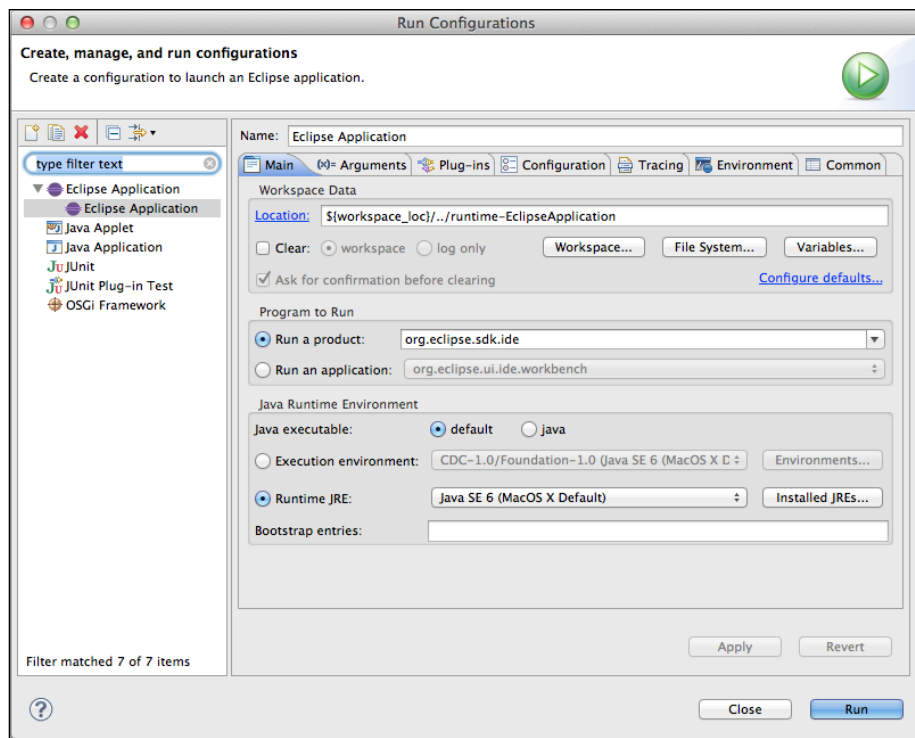 Run Configurations
Create, manage, and run configurations
Create a configuration to launch an Eclipse application.
type filter text
Eclipse Application
Eclipse Application
Java Applet
Java Application
Ju JUnit
JUnit Plug-in Test
OSGi Framework
Filter matched 7 of 7 items
Name: Eclipse Application
Main (x)= Arguments Plug-ins Configuration Tracing Environment Common
Workspace Data
Location: ${workspace_loc}/../runtime-EclipseApplication
Clear: workspace log only Workspace... File System... Variables...
Ask for confirmation before clearing Configure defaults...
Program to Run
Run a product: org.eclipse.sdk.ide
Run an application: org.eclipse.ui.ide.workbench
Java Runtime Environment
Java executable: default java
Execution environment: CDC-1.0/Foundation-1.0 (Java SE 6 (MacOS X D Environments...
Runtime JRE: Java SE 6 (MacOS X Default) Installed JREs...
Bootstrap entries:
Apply Revert
? Close Run